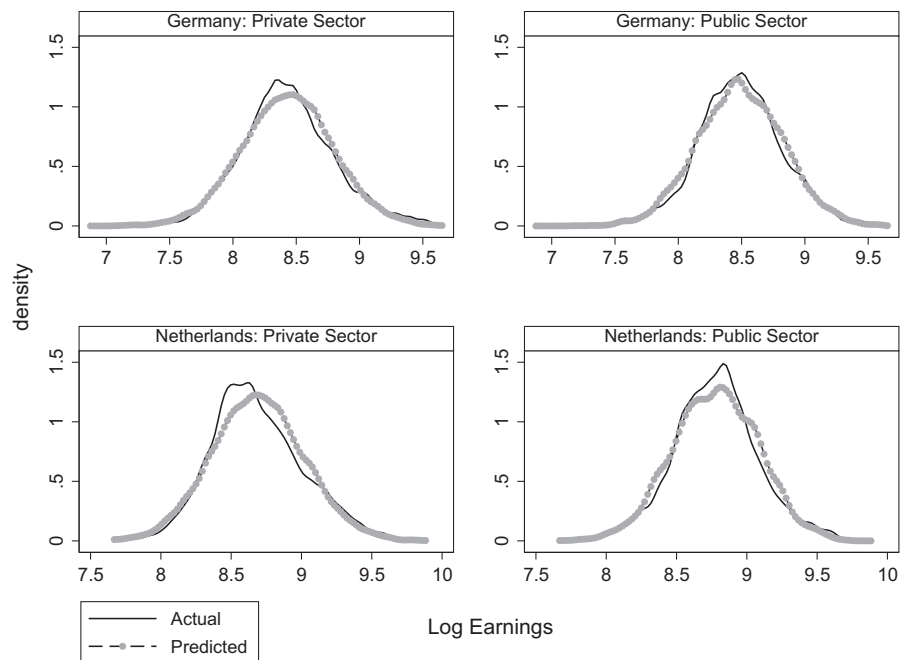 Germany: Private Sector
Germany: Public Sector
1.5
1
.5
0
7 7.5 8 8.5 9 9.5
1.5
1
.5
0
7 7.5 8 8.5 9 9.5
density
Netherlands: Private Sector
Netherlands: Public Sector
1.5
1
.5
0
7.5 8 8.5 9 9.5 10
1.5
1
.5
0
7.5 8 8.5 9 9.5 10
Actual
Predicted
Log Earnings